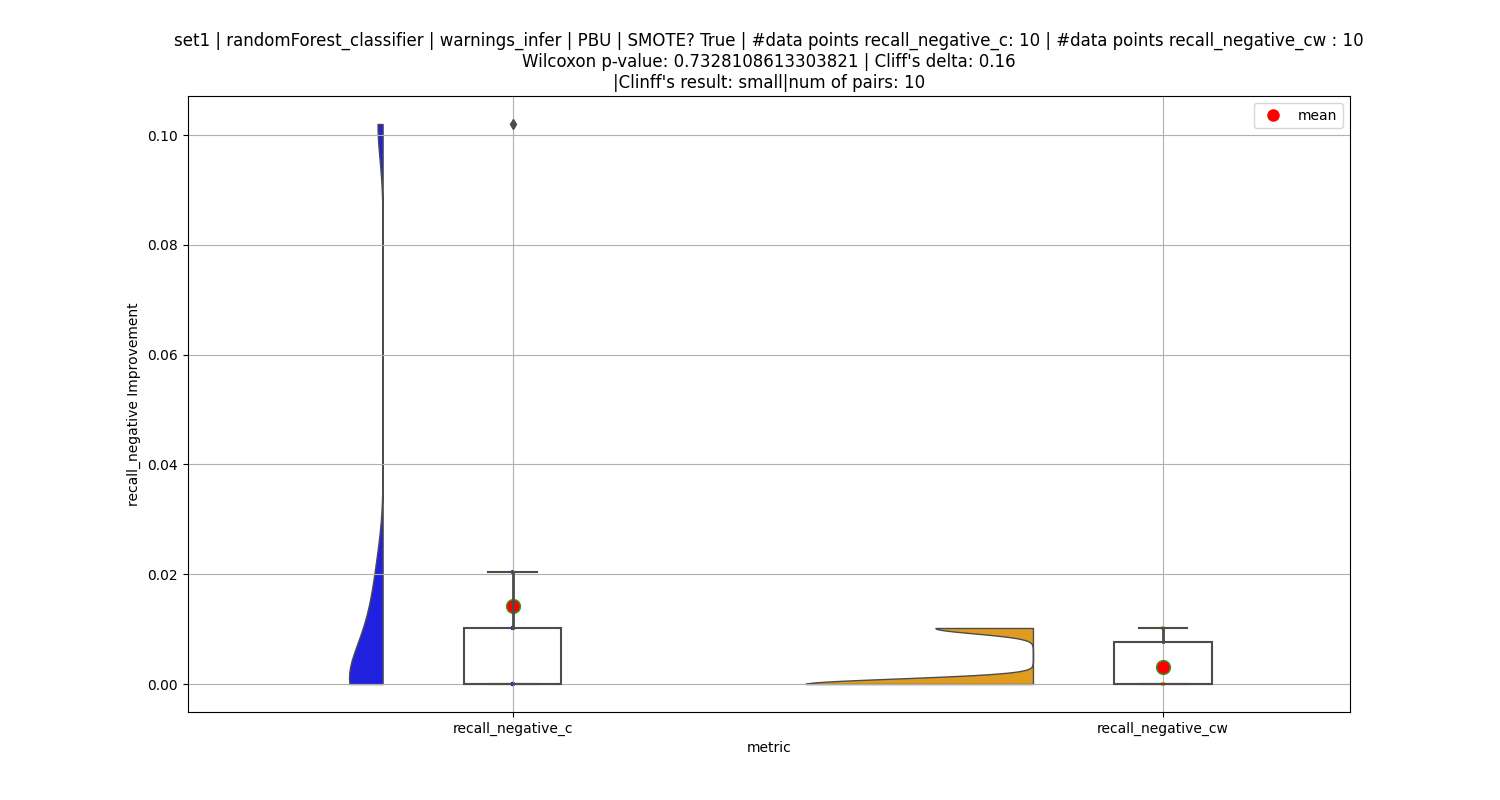 set1 | randomForest_classifier | warnings_infer | PBU | SMOTE? True | #data points recall_negative_c: 10 | #data points recall_negative_cw : 10
Wilcoxon p-value: 0.7328108613303821 | Cliff's delta: 0.16
|Clinff's result: small|num of pairs: 10
mean
0.10
0.08
0.06
0.04
0.02
0.00
recall_negative Improvement
recall_negative_c
recall_negative_cw
metric